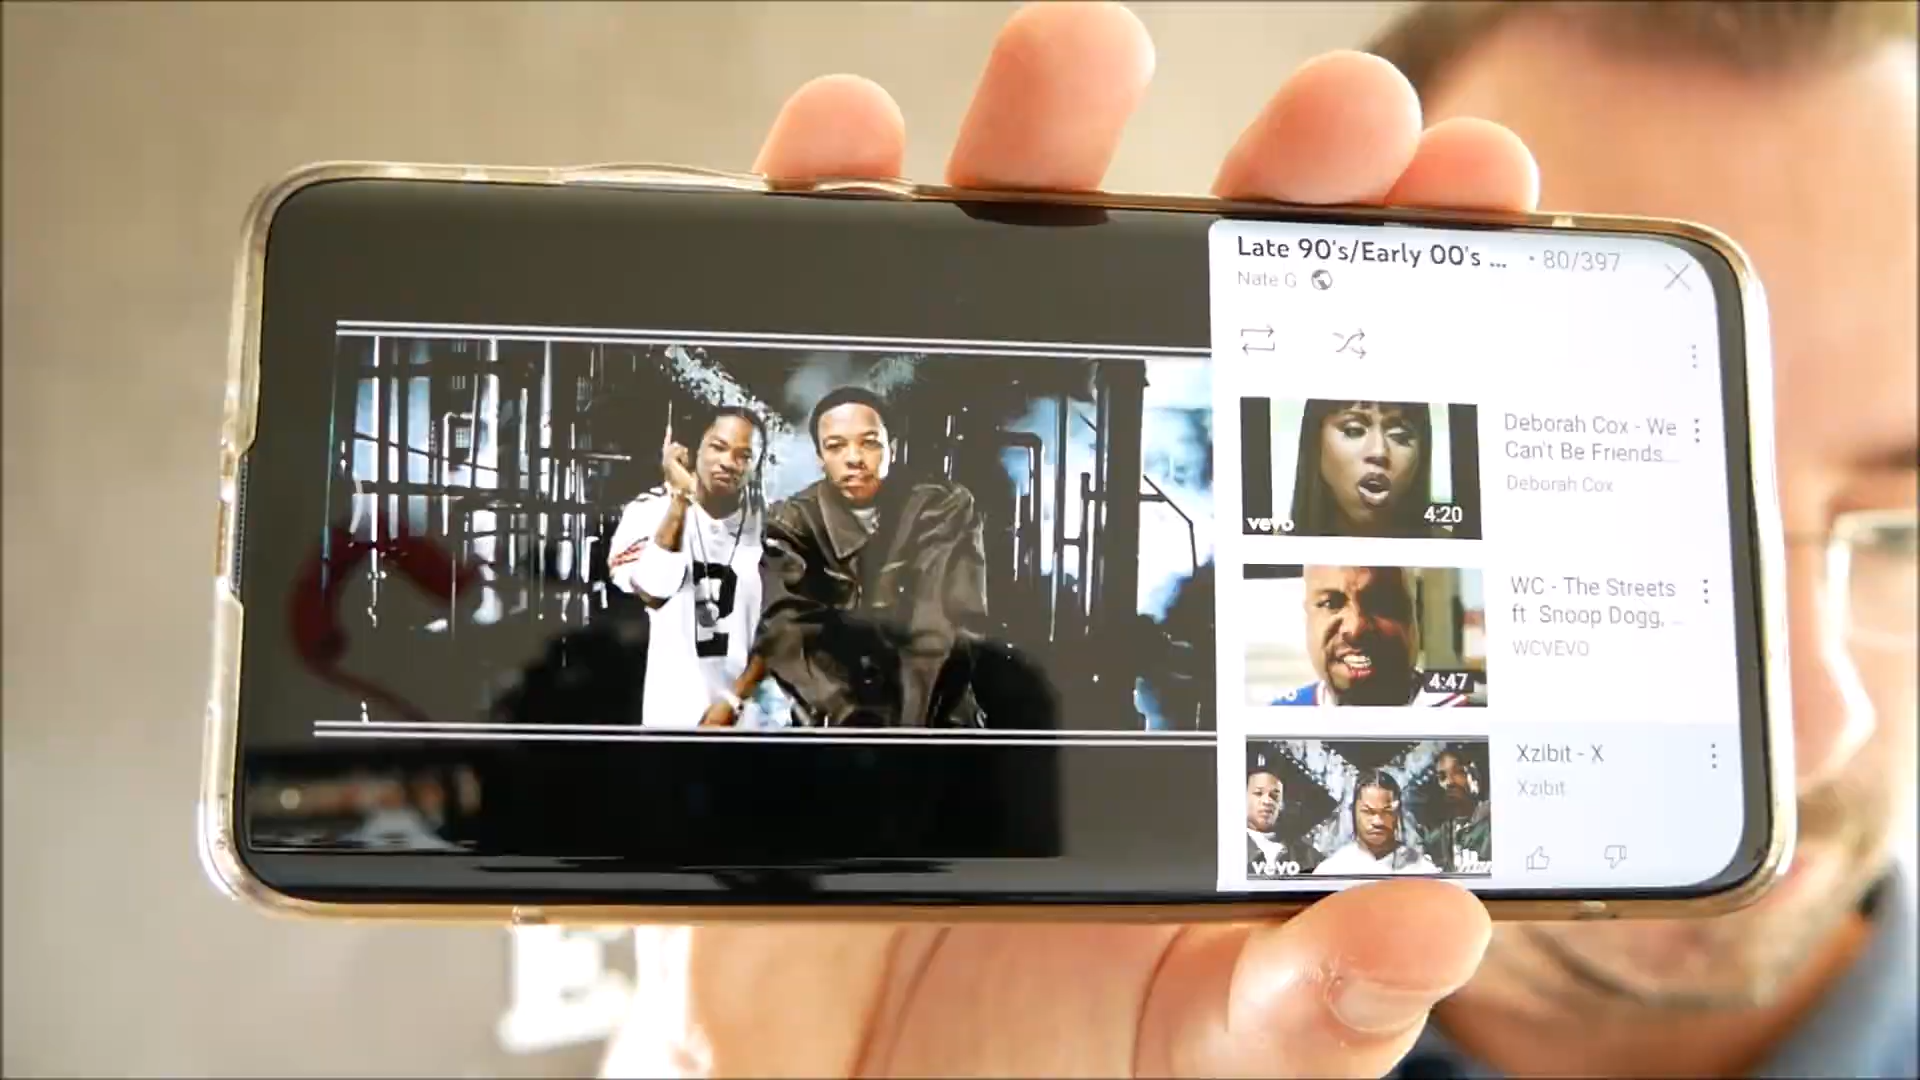 Late 90's/Early 00's ... • 80/397
Nate G
Deborah Cox - We
Can't Be Friends...
Deborah Cox
vevo
4:20
WC - The Streets
ft. Snoop Dogg, ...
WCVEVO
4:47
Xzibit - X
Xzibit
vevo